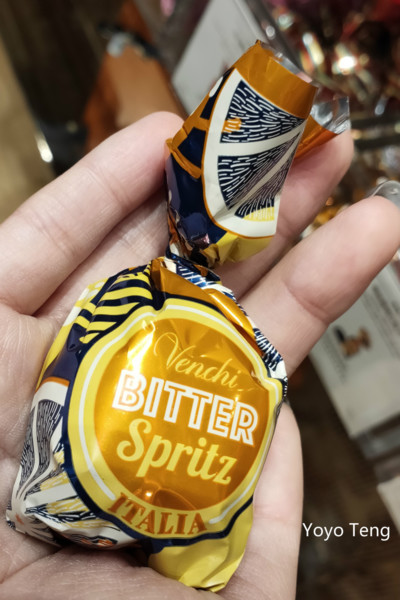 Venchi
BITTER
Spritz
ITALIA
Yoyo Teng